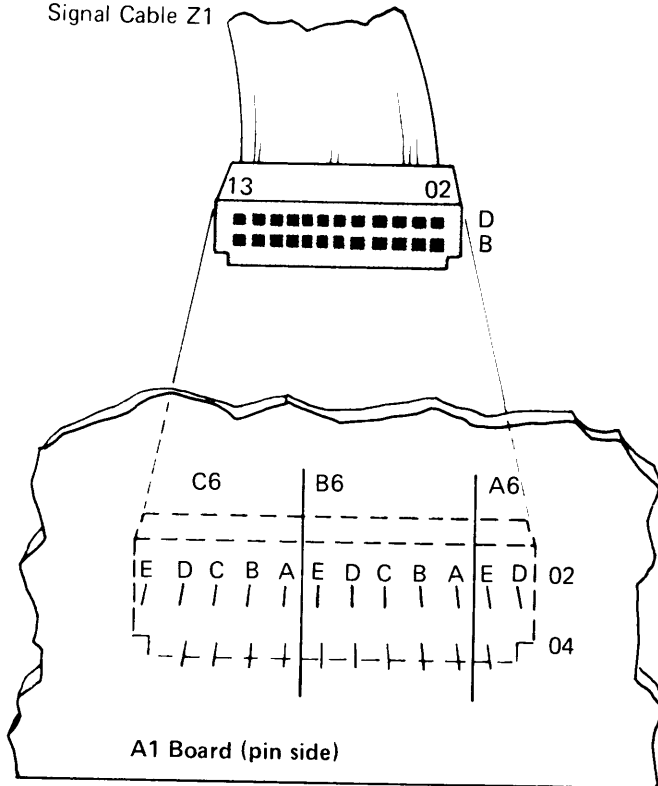 Signal Cable Z1
13 02
D
B
C6 B6 A6
E D C B A E D C B A E D 02
04
A1 Board (pin side)